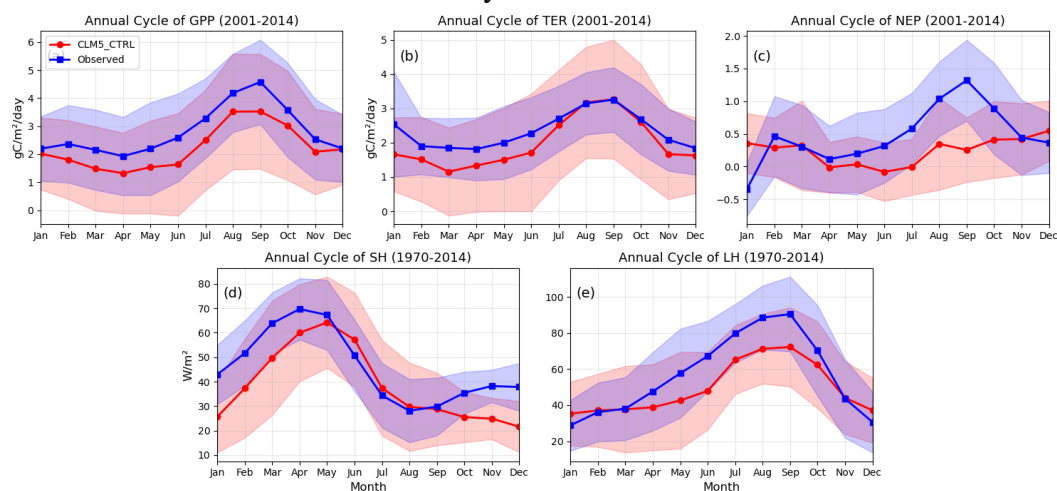 Annual Cycle of GPP (2001-2014)
CLM5_CTRL
Observed
gC/m²/day
6
5
4
3
2
1
0
Jan Feb Mar Apr May Jun Jul Aug Sep Oct Nov Dec
Annual Cycle of TER (2001-2014)
(b)
gC/m²/day
5
4
3
2
1
0
Jan Feb Mar Apr May Jun Jul Aug Sep Oct Nov Dec
Annual Cycle of NEP (2001-2014)
(c)
gC/m²/day
2.0
1.5
1.0
0.5
0.0
−0.5
Jan Feb Mar Apr May Jun Jul Aug Sep Oct Nov Dec
Annual Cycle of SH (1970-2014)
(d)
W/m²
80
70
60
50
40
30
20
10
Jan Feb Mar Apr May Jun Jul Aug Sep Oct Nov Dec
Month
Annual Cycle of LH (1970-2014)
(e)
100
80
60
40
20
Jan Feb Mar Apr May Jun Jul Aug Sep Oct Nov Dec
Month